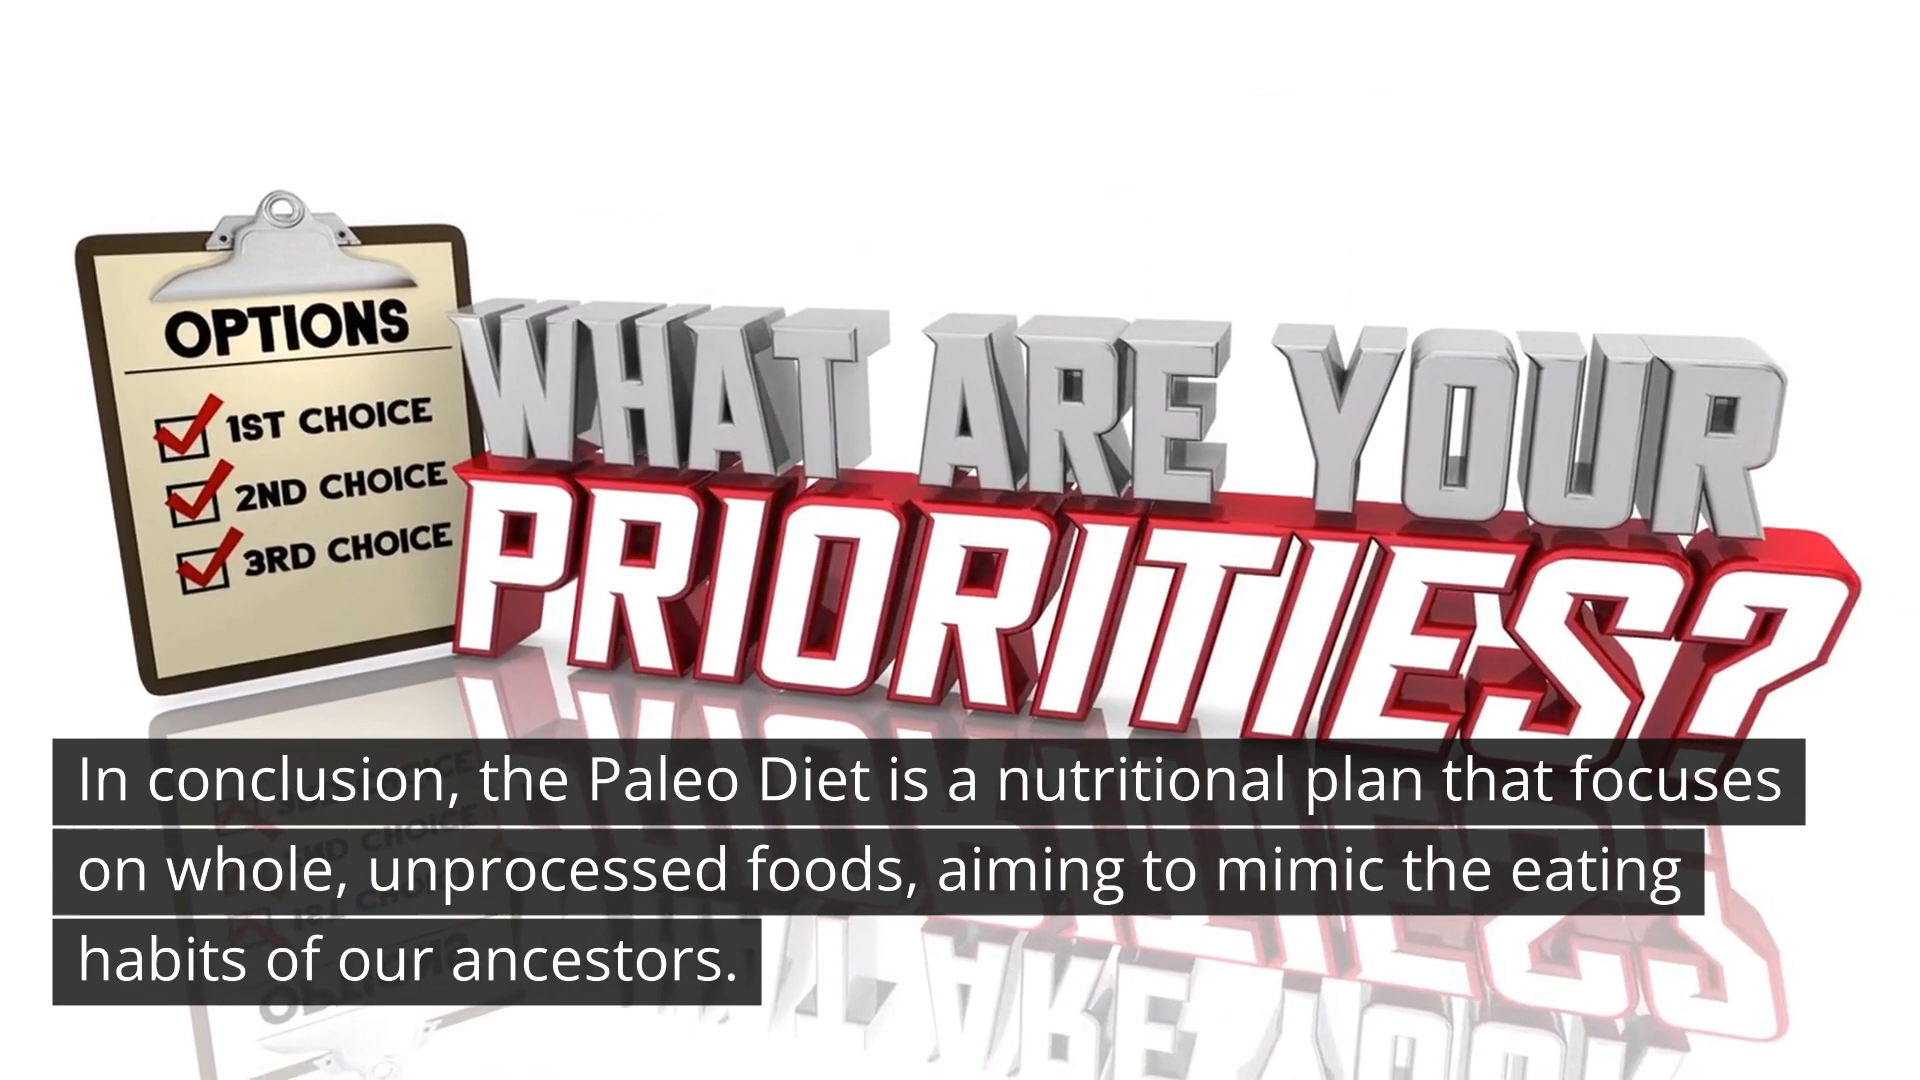 OPTIONS
1ST CHOICE
2ND CHOICE
3RD CHOICE
WHAT ARE YOUR
PRIORITIES?
In conclusion, the Paleo Diet is a nutritional plan that focuses
on whole, unprocessed foods, aiming to mimic the eating
habits of our ancestors.